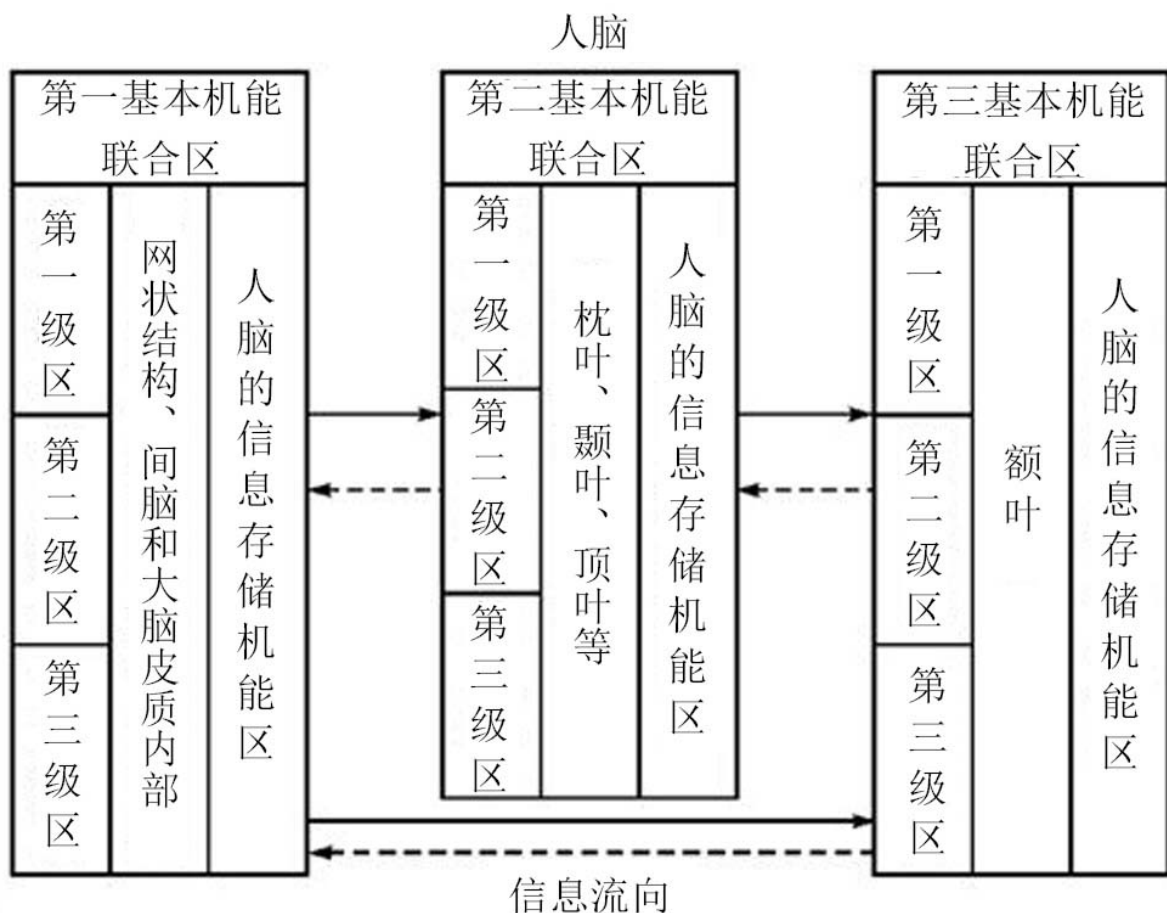 人脑
第一基本机能
联合区
第一级区
第二级区
第三级区
网状结构、间脑和大脑皮质内部
人脑的信息存储机能区
第二基本机能
联合区
第一级区
第二级区
第三级区
枕叶、颞叶、顶叶等
人脑的信息存储机能区
第三基本机能
联合区
第一级区
第二级区
第三级区
额叶
人脑的信息存储机能区
信息流向